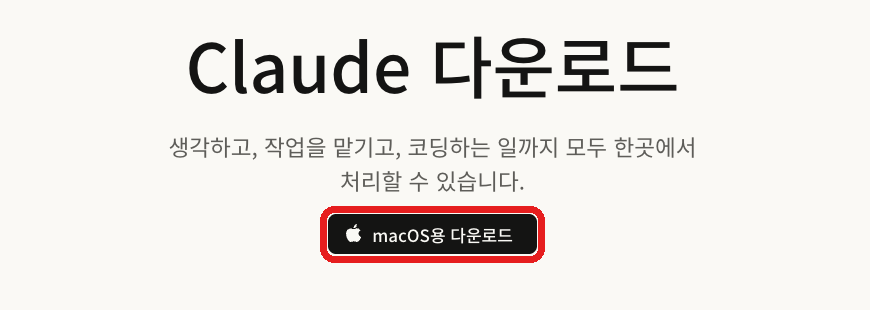 Claude 다운로드
생각하고, 작업을 맡기고, 코딩하는 일까지 모두 한곳에서
처리할 수 있습니다.
macOS용 다운로드